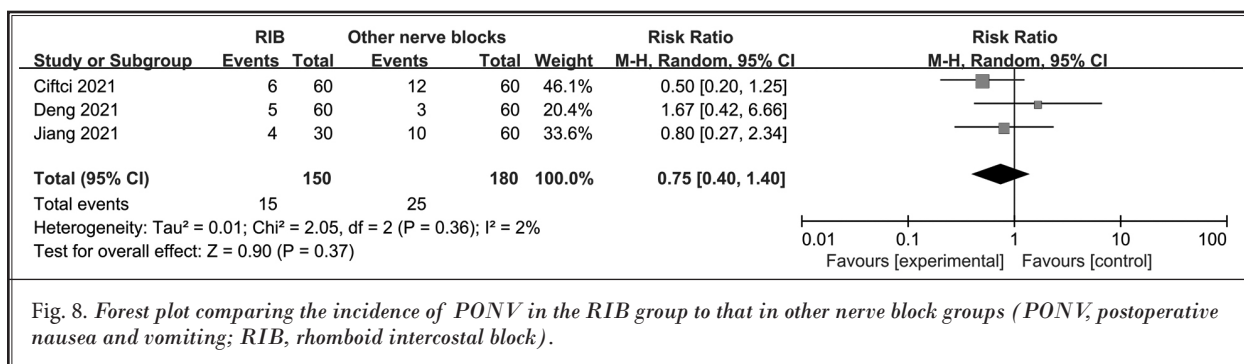 RIB Other nerve blocks Risk Ratio Risk Ratio
Study or Subgroup Events Total Events Total Weight M-H, Random, 95% CI M-H, Random, 95% CI
Ciftci 2021 6 60 12 60 46.1% 0.50 [0.20, 1.25]
Deng 2021 5 60 3 60 20.4% 1.67 [0.42, 6.66]
Jiang 2021 4 30 10 60 33.6% 0.80 [0.27, 2.34]
Total (95% CI) 150 180 100.0% 0.75 [0.40, 1.40]
Total events 15 25
Heterogeneity: Tau² = 0.01; Chi² = 2.05, df = 2 (P = 0.36); I² = 2%
Test for overall effect: Z = 0.90 (P = 0.37)
0.01 0.1 1 10 100
Favours [experimental] Favours [control]
Fig. 8. Forest plot comparing the incidence of PONV in the RIB group to that in other nerve block groups (PONV, postoperative
nausea and vomiting; RIB, rhomboid intercostal block).